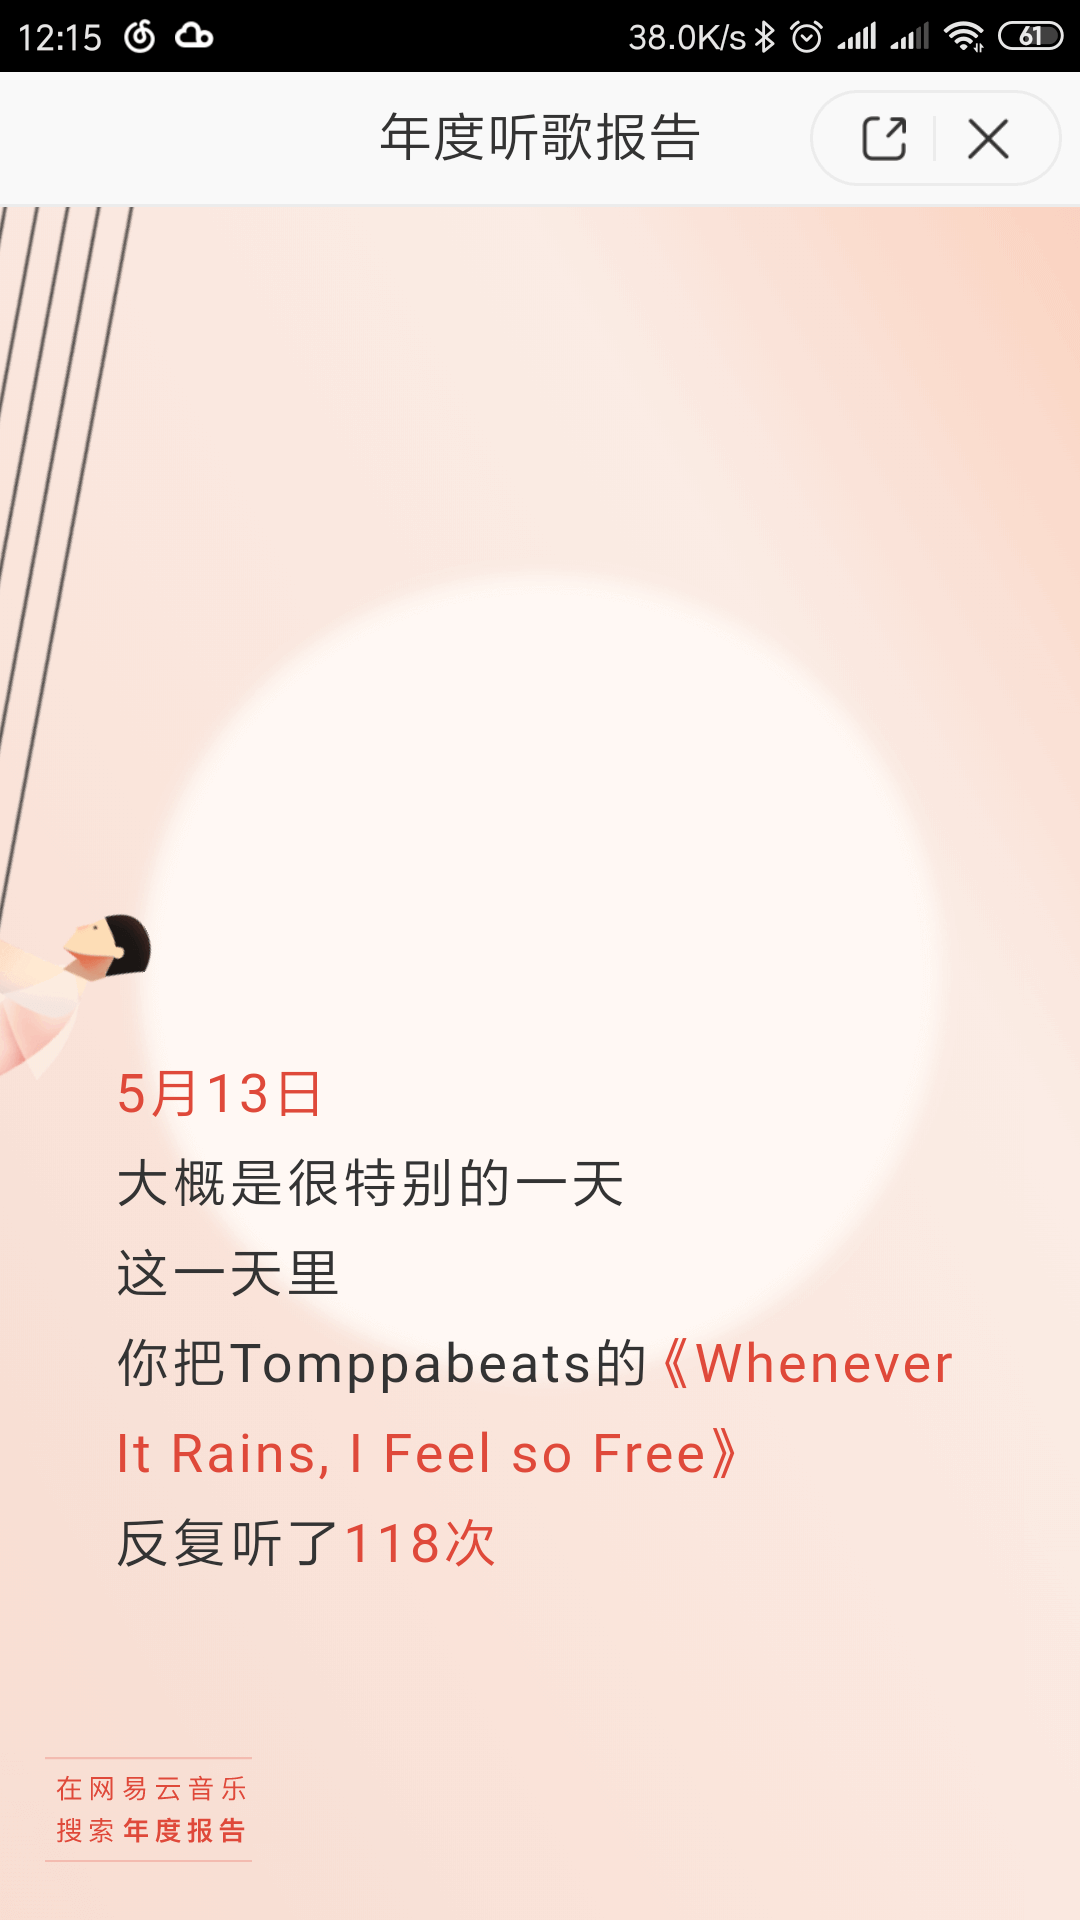 12:15
38.0K/s
61
年度听歌报告
5月13日
大概是很特别的一天
这一天里
你把Tomppabeats的《Whenever
It Rains, I Feel so Free》
反复听了118次
在网易云音乐
搜索年度报告